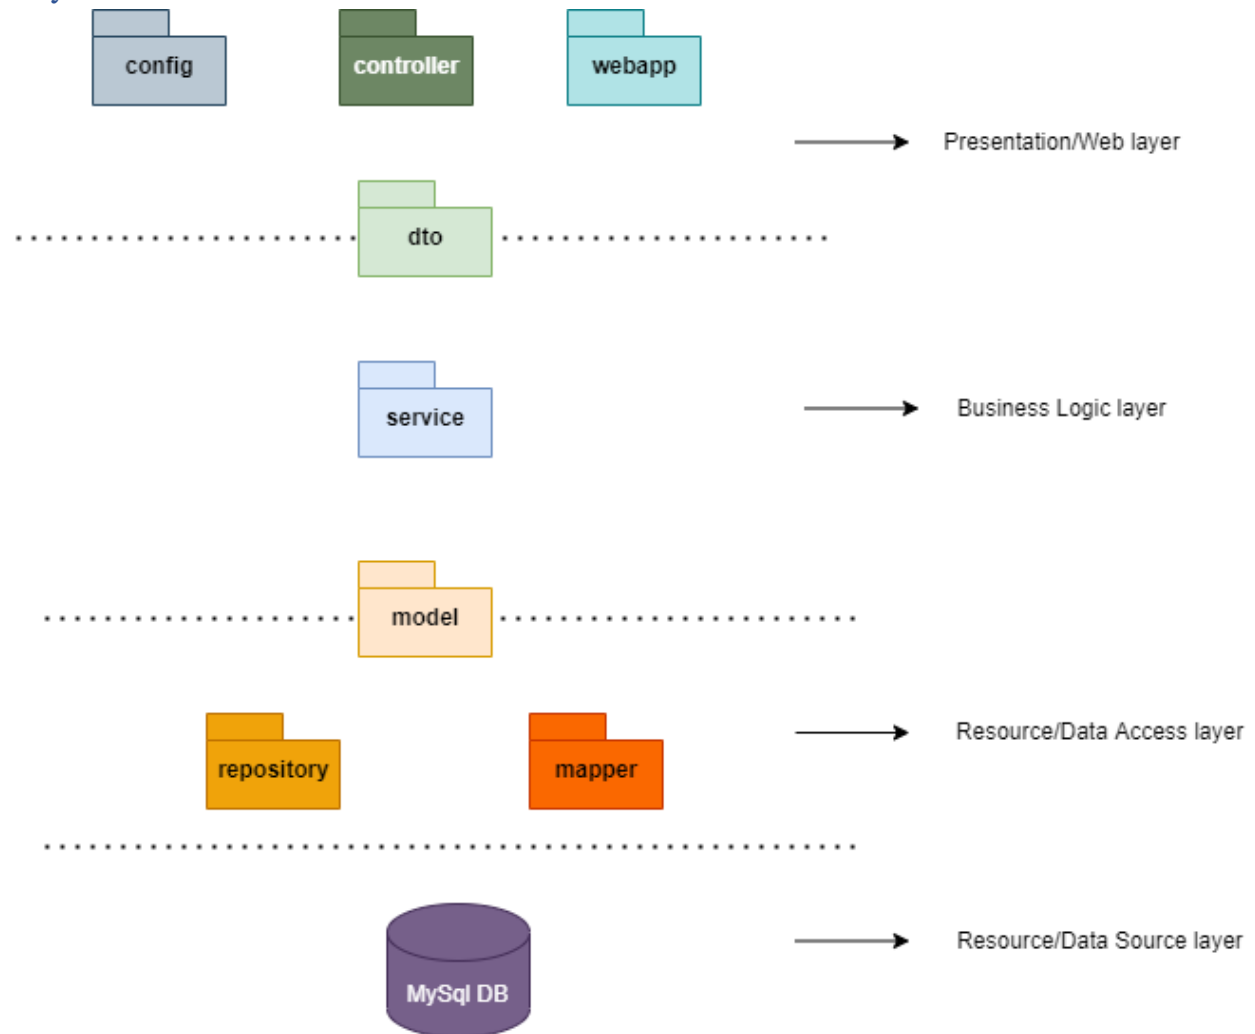 config
controller
webapp
Presentation/Web layer
dto
service
Business Logic layer
model
repository
mapper
Resource/Data Access layer
MySql DB
Resource/Data Source layer